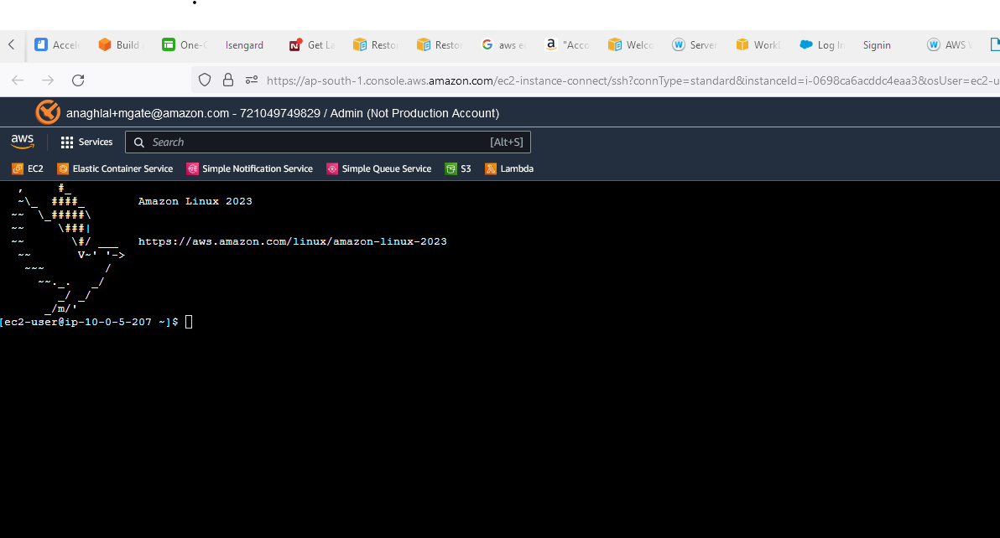 Accel
Build
One-
Isengard
Get La
Resto
Resto
aws e
"Acco
Welco
Server
Work
Log In
Signin
AWS
https://ap-south-1.console.aws.amazon.com/ec2-instance-connect/ssh?connType=standard&instanceId=i-0698ca6acddc4eaa3&osUser=ec2-u
anaghlal+mgate@amazon.com - 721049749829 / Admin (Not Production Account)
aws Services Search [Alt+S]
EC2 Elastic Container Service Simple Notification Service Simple Queue Service S3 Lambda
   ,     #_
   ~\_  ####_        Amazon Linux 2023
  ~~  \_#####\
  ~~     \###|
  ~~       \#/ ___   https://aws.amazon.com/linux/amazon-linux-2023
   ~~       V~' '->
    ~~~         /
      ~~._.   _/
         _/ _/
       _/m/'
[ec2-user@ip-10-0-5-207 ~]$